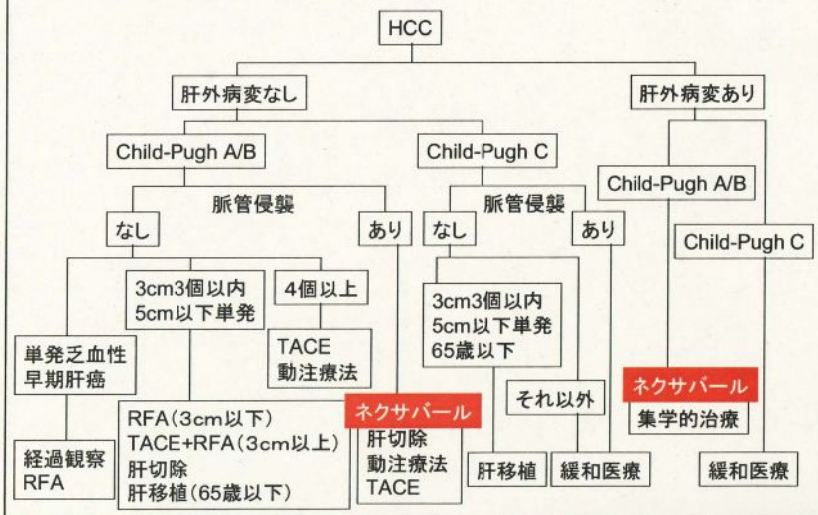 HCC
肝外病変なし
肝外病変あり
Child-Pugh A/B
Child-Pugh C
Child-Pugh A/B
Child-Pugh C
脈管侵襲
なし
あり
脈管侵襲
なし
あり
単発乏血性
早期肝癌
3cm3個以内
5cm以下単発
4個以上
3cm3個以内
5cm以下単発
65歳以下
それ以外
経過観察
RFA
RFA(3cm以下)
TACE+RFA(3cm以上)
肝切除
肝移植(65歳以下)
TACE
動注療法
ネクサバール
肝切除
動注療法
TACE
肝移植
緩和医療
ネクサバール
集学的治療
緩和医療